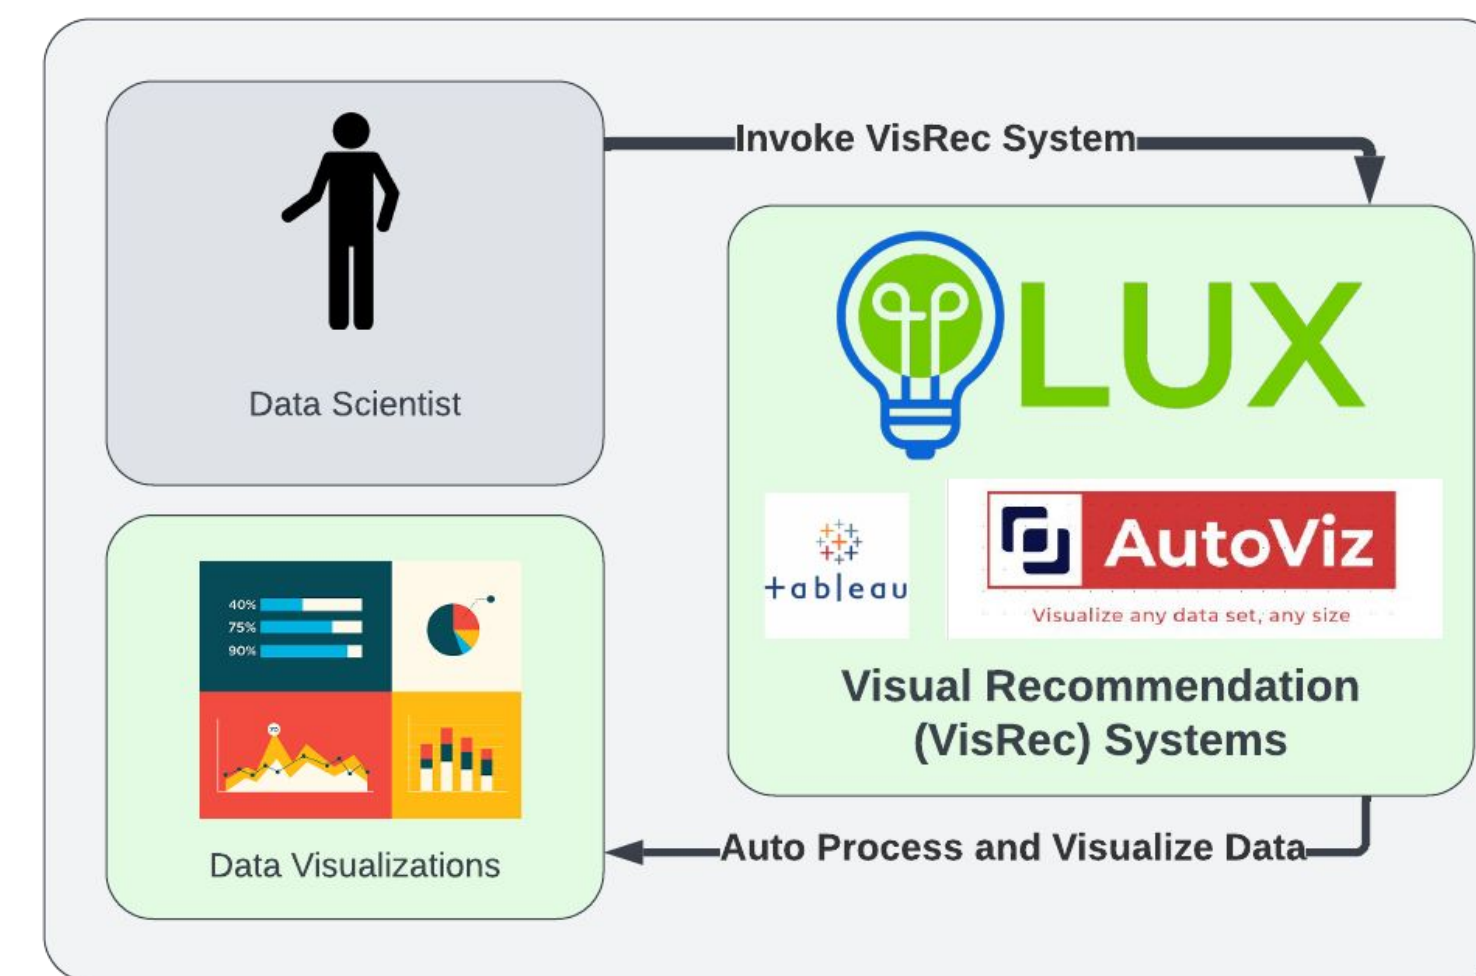 Invoke VisRec System
Data Scientist
LUX
+ableau
AutoViz
Visualize any data set, any size
Visual Recommendation
(VisRec) Systems
40%
75%
90%
70
Data Visualizations
Auto Process and Visualize Data